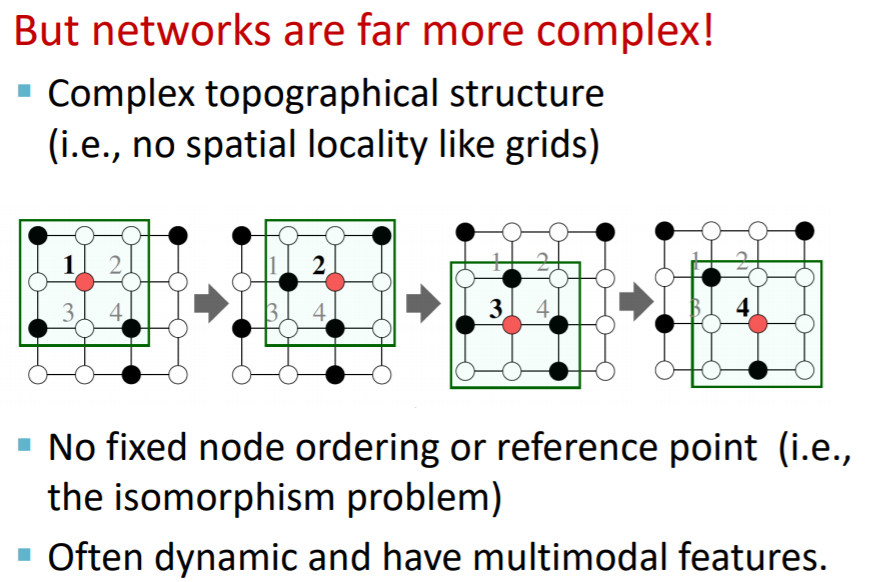 But networks are far more complex!
▪ Complex topographical structure
(i.e., no spatial locality like grids)
1 2 1 2 1 2 1 2
3 4 3 4 3 4 3 4
▪ No fixed node ordering or reference point (i.e.,
the isomorphism problem)
▪ Often dynamic and have multimodal features.